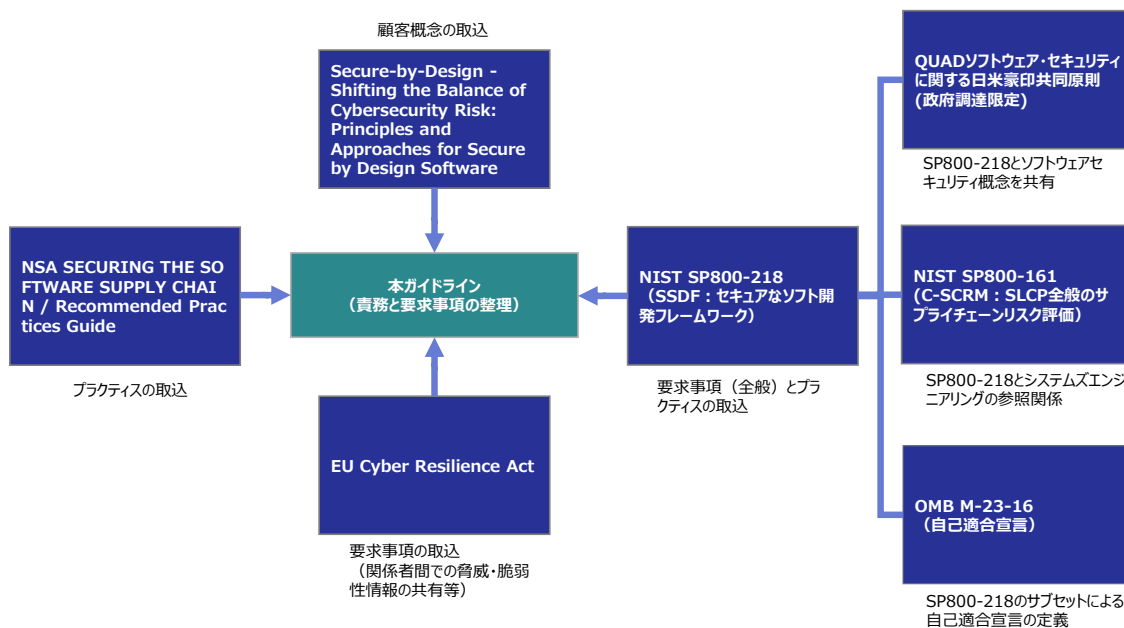 顧客概念の取込
Secure-by-Design -
Shifting the Balance of
Cybersecurity Risk:
Principles and
Approaches for Secure
by Design Software
NSA SECURING THE SO
FTWARE SUPPLY CHAI
N / Recommended Prac
tices Guide
プラクティスの取込
本ガイドライン
（責務と要求事項の整理）
EU Cyber Resilience Act
要求事項の取込
（関係者間での脅威・脆弱
性情報の共有等）
NIST SP800-218
（SSDF：セキュアなソフト開
発フレームワーク）
要求事項（全般）とプラ
クティスの取込
QUADソフトウェア・セキュリティ
に関する日米豪印共同原則
(政府調達限定)
SP800-218とソフトウェアセ
キュリティ概念を共有
NIST SP800-161
(C-SCRM：SLCP全般のサ
プライチェーンリスク評価）
SP800-218とシステムズエンジ
ニアリングの参照関係
OMB M-23-16
（自己適合宣言）
SP800-218のサブセットによる
自己適合宣言の定義